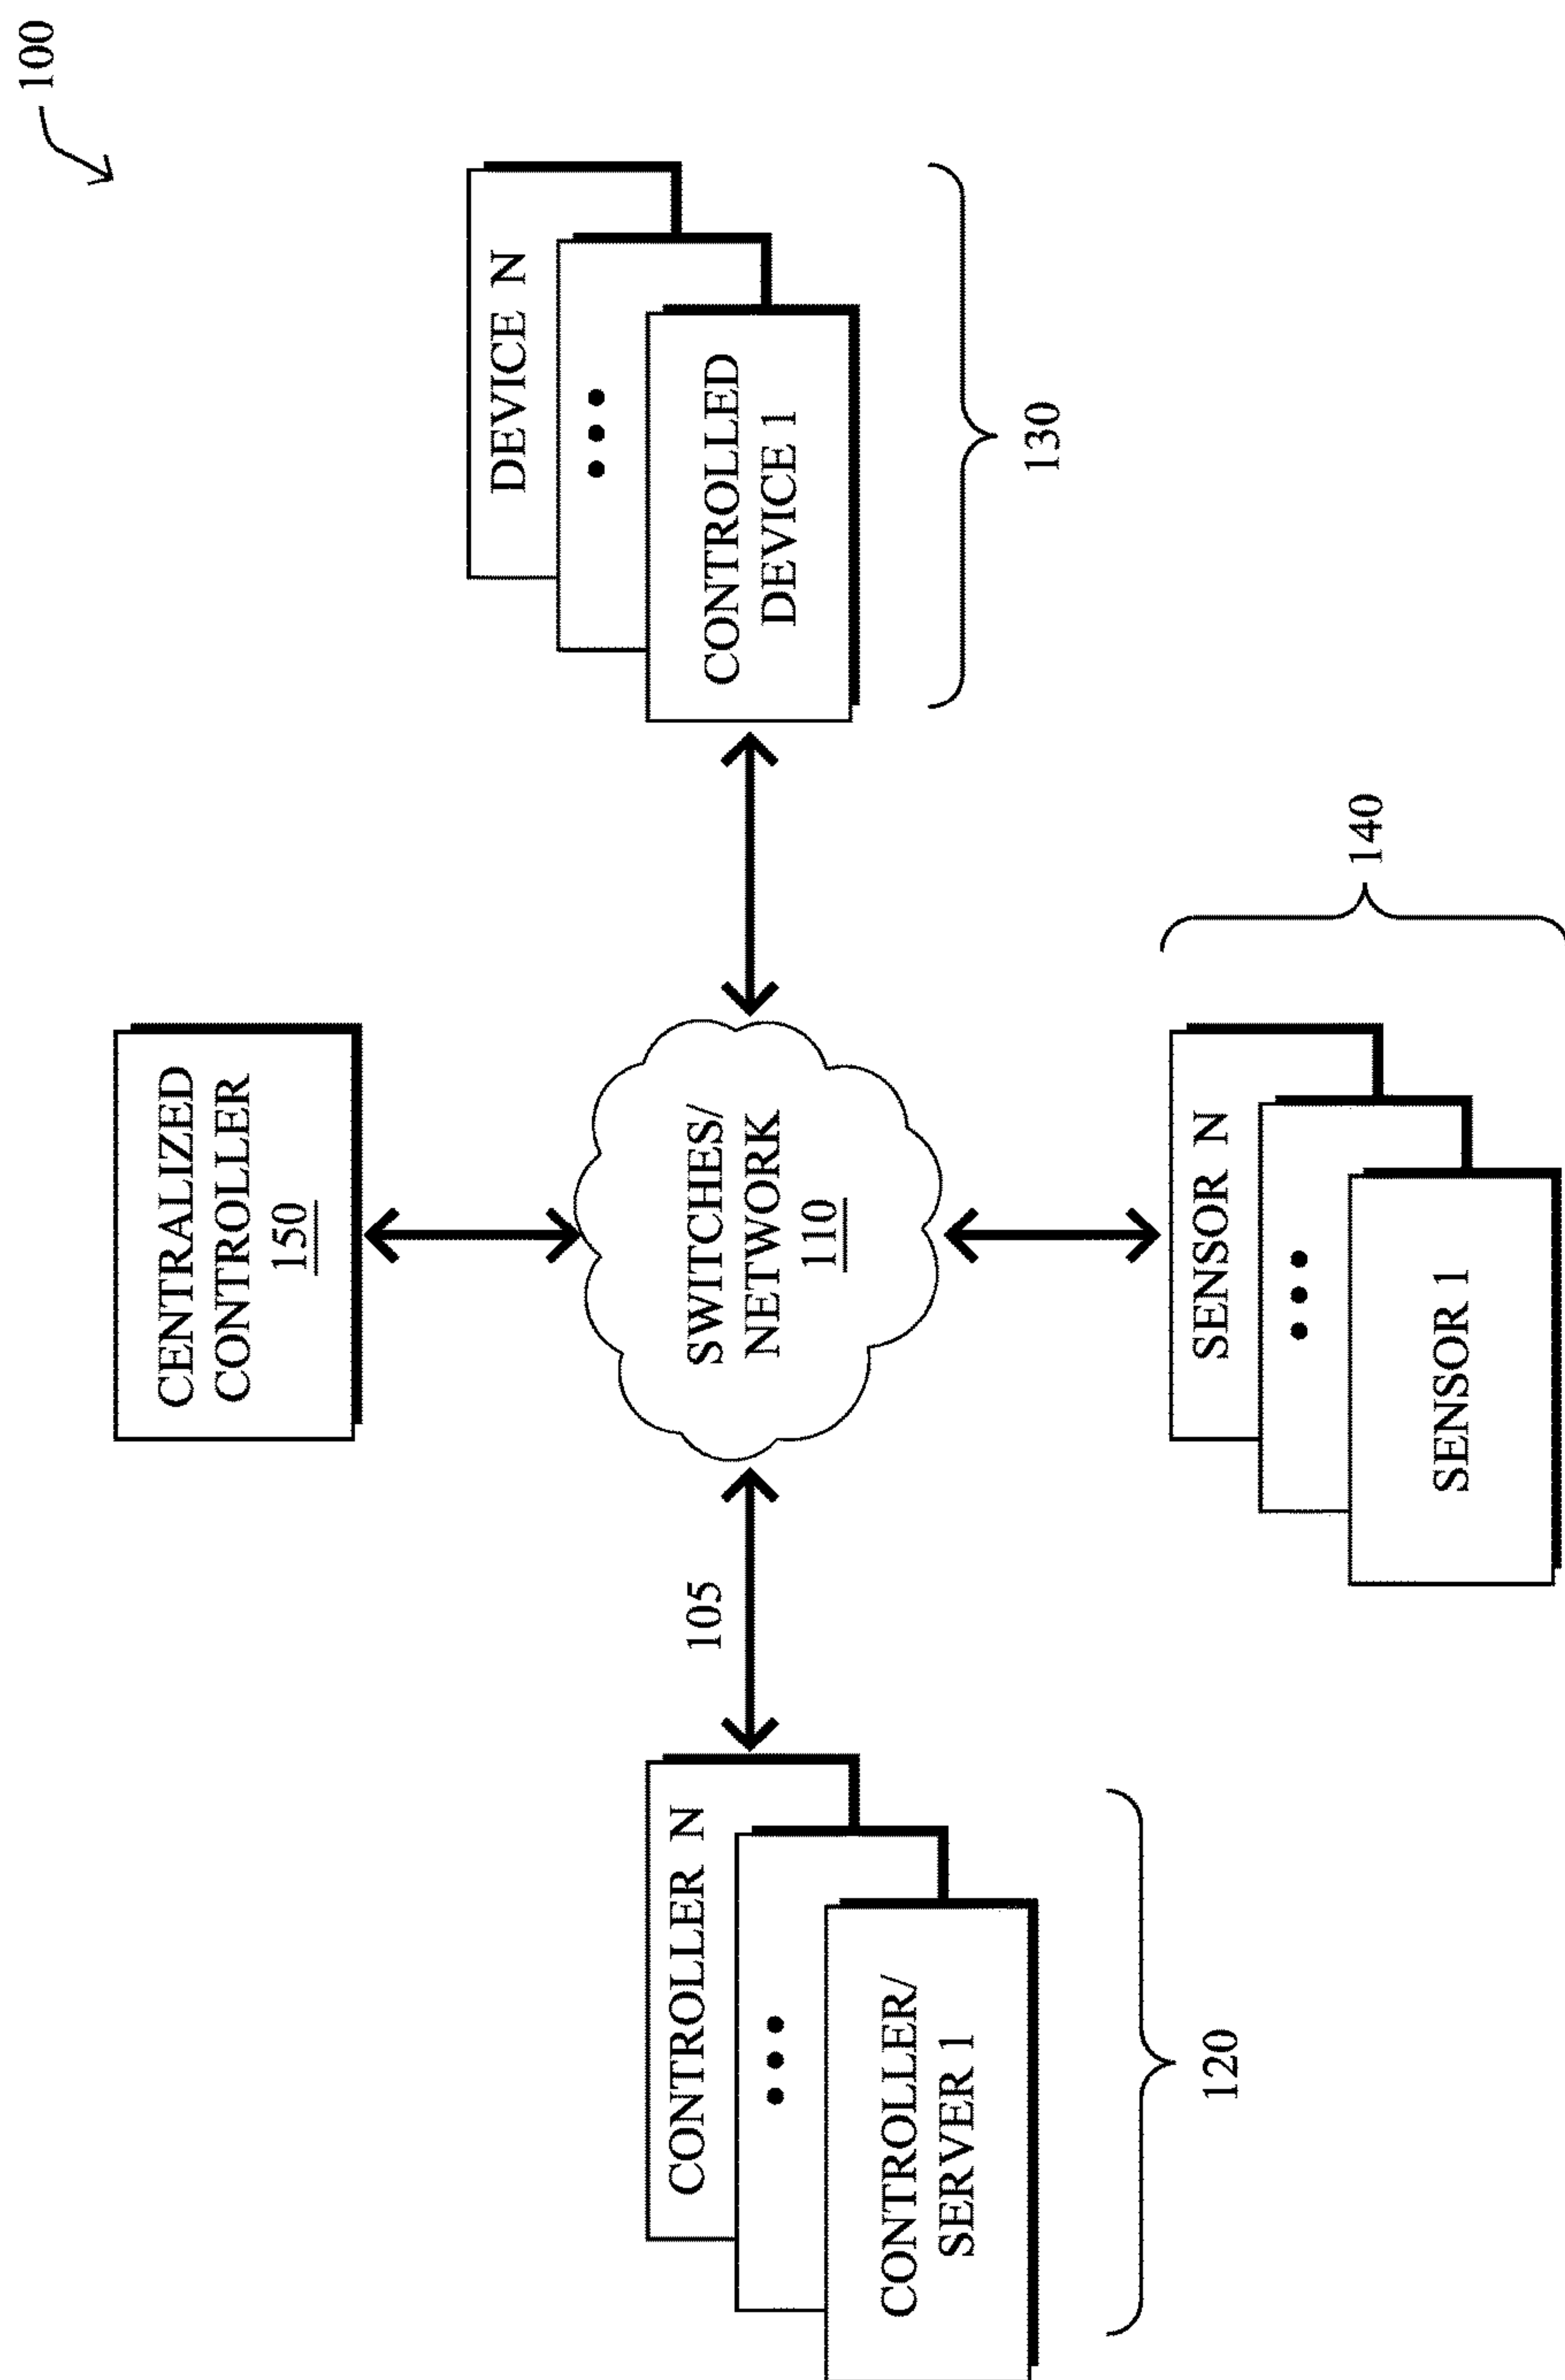 100
CENTRALIZED
CONTROLLER
150
DEVICE N
CONTROLLED
DEVICE 1
130
105
SWITCHES/
NETWORK
110
CONTROLLER N
CONTROLLER/
SERVER 1
120
SENSOR N
SENSOR 1
140